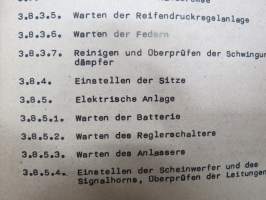 3.8.3.5. Warten der Reifendruckregelanlage
3.8.3.6. Warten der Federn
3.8.3.7. Reinigen und Überprüfen der Schwingun
dämpfer
3.8.4. Einstellen der Sitze
3.8.5. Elektrische Anlage
3.8.5.1. Warten der Batterie
3.8.5.2. Warten des Reglerschalters
3.8.5.3. Warten des Anlassers
3.8.5.4. Einstellen der Scheinwerfer und des
Signalhorns, Überprüfen der Leitungen